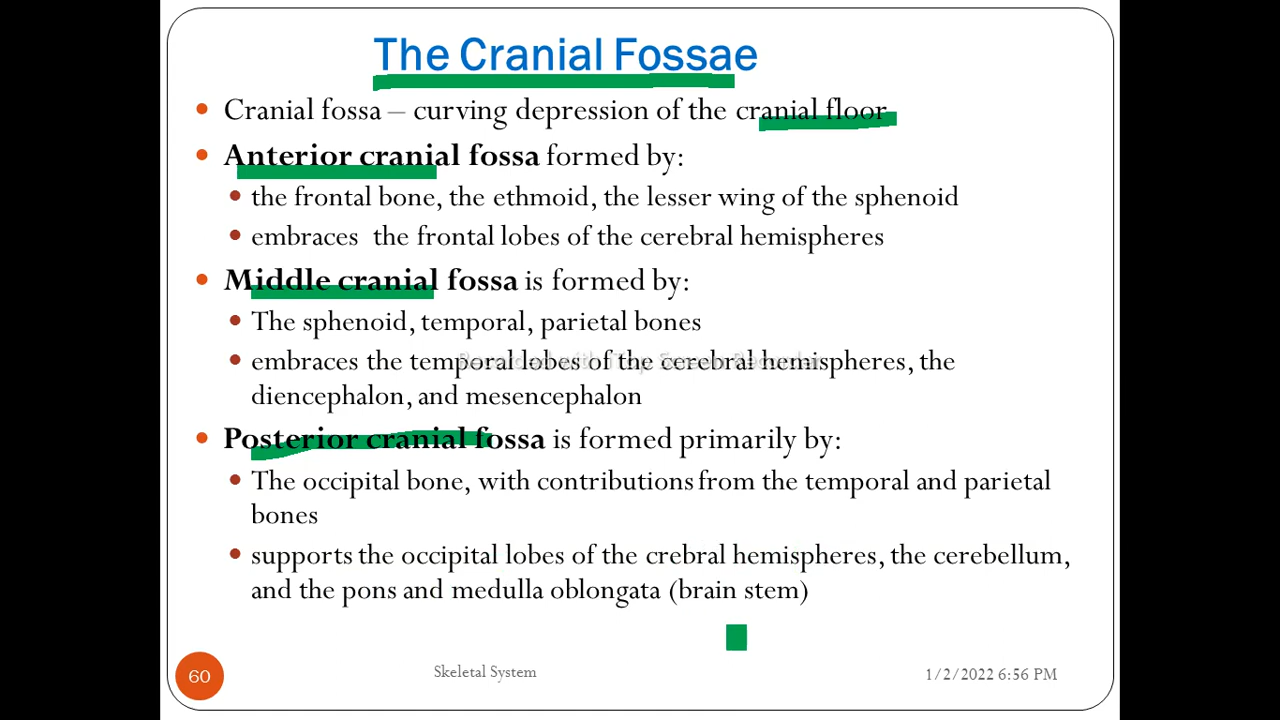 The Cranial Fossae
Cranial fossa – curving depression of the cranial floor
Anterior cranial fossa formed by:
the frontal bone, the ethmoid, the lesser wing of the sphenoid
embraces the frontal lobes of the cerebral hemispheres
Middle cranial fossa is formed by:
The sphenoid, temporal, parietal bones
embraces the temporal lobes of the cerebral hemispheres, the
diencephalon, and mesencephalon
Recorded with iTop Screen Recorder
Posterior cranial fossa is formed primarily by:
The occipital bone, with contributions from the temporal and parietal
bones
supports the occipital lobes of the crebral hemispheres, the cerebellum,
and the pons and medulla oblongata (brain stem)
60
Skeletal System
1/2/2022 6:56 PM